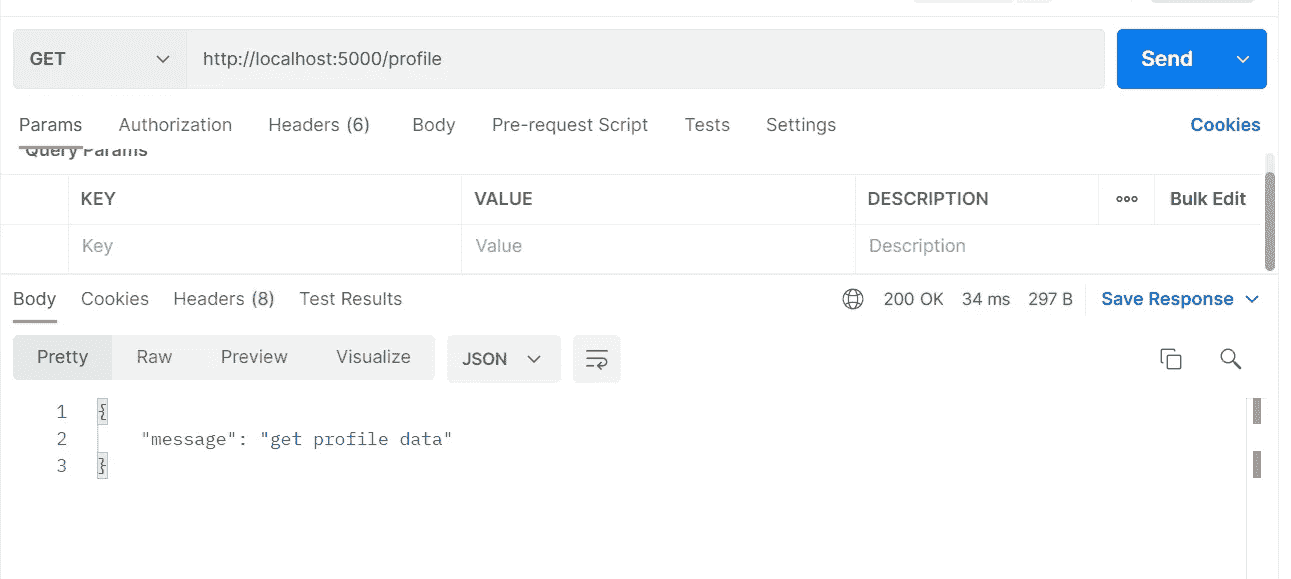 GET http://localhost:5000/profile Send
Params Authorization Headers (6) Body Pre-request Script Tests Settings Cookies
Query Params
KEY VALUE DESCRIPTION ooo Bulk Edit
Key Value Description
Body Cookies Headers (8) Test Results 200 OK 34 ms 297 B Save Response
Pretty Raw Preview Visualize JSON
1 {
2 "message": "get profile data"
3 }